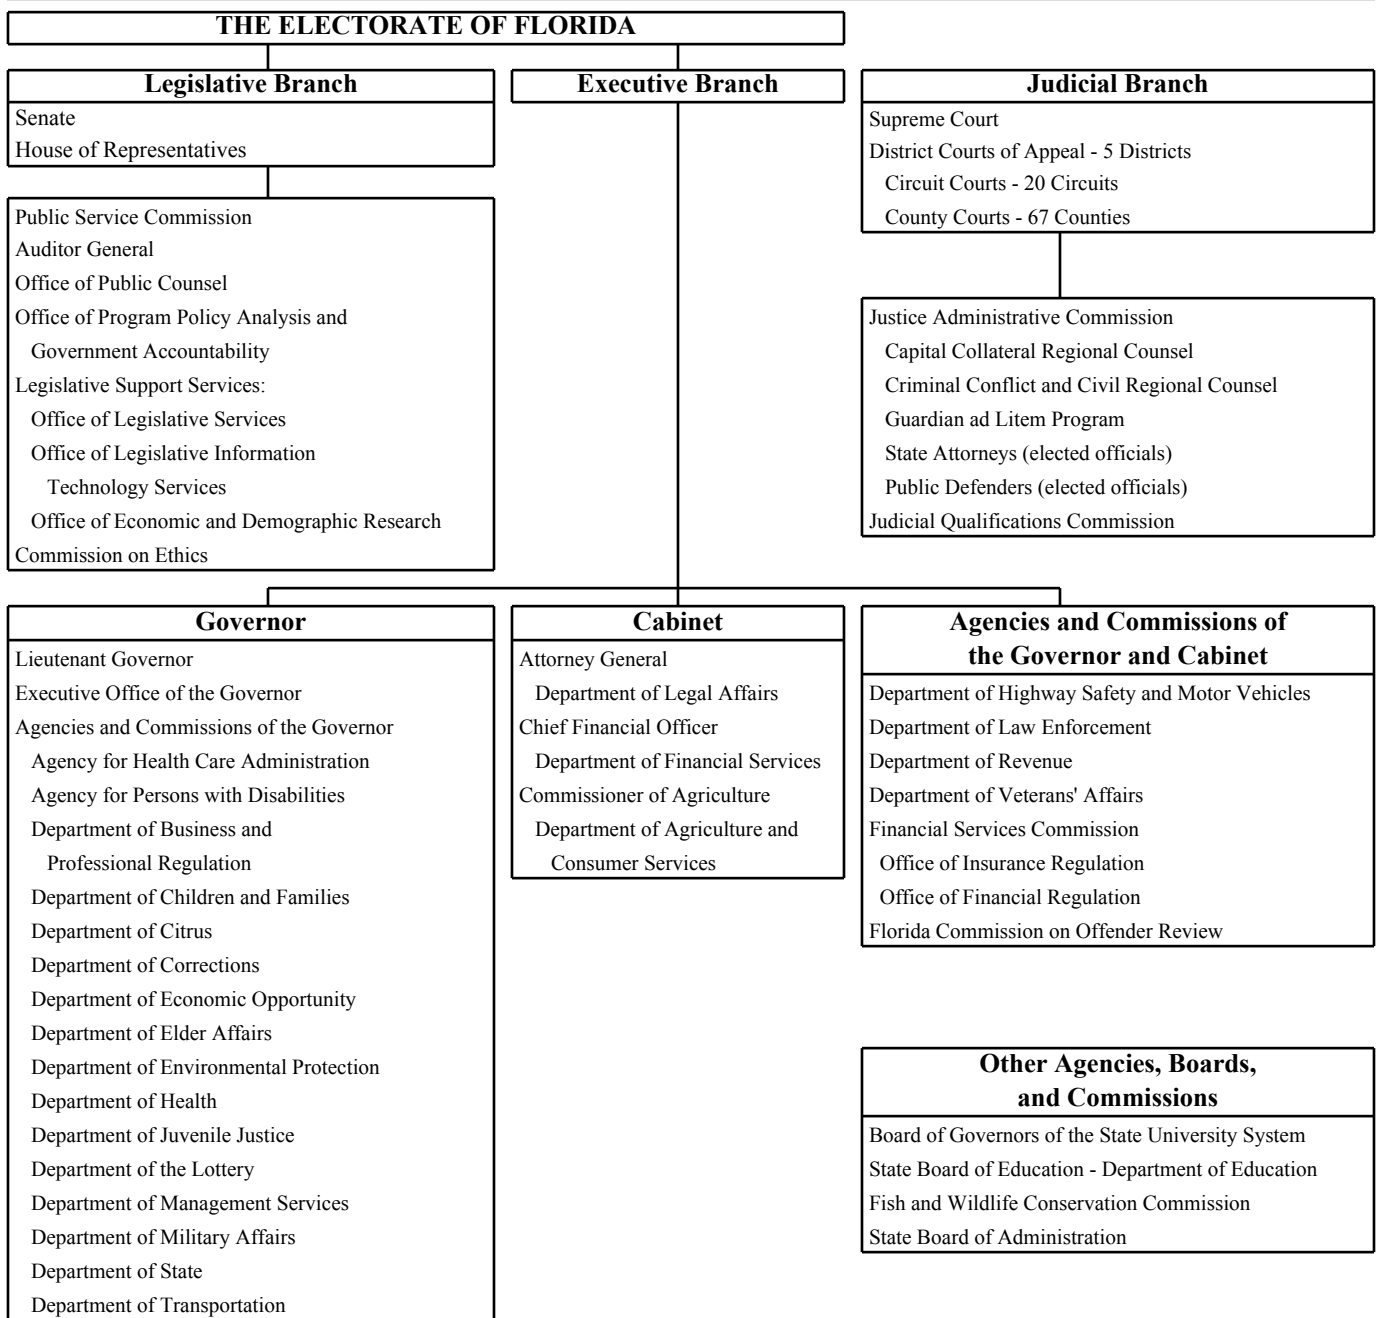 THE ELECTORATE OF FLORIDA
Legislative Branch
Senate
House of Representatives
Public Service Commission
Auditor General
Office of Public Counsel
Office of Program Policy Analysis and
Government Accountability
Legislative Support Services:
Office of Legislative Services
Office of Legislative Information
Technology Services
Office of Economic and Demographic Research
Commission on Ethics
Executive Branch
Judicial Branch
Supreme Court
District Courts of Appeal - 5 Districts
Circuit Courts - 20 Circuits
County Courts - 67 Counties
Justice Administrative Commission
Capital Collateral Regional Counsel
Criminal Conflict and Civil Regional Counsel
Guardian ad Litem Program
State Attorneys (elected officials)
Public Defenders (elected officials)
Judicial Qualifications Commission
Governor
Lieutenant Governor
Executive Office of the Governor
Agencies and Commissions of the Governor
Agency for Health Care Administration
Agency for Persons with Disabilities
Department of Business and
Professional Regulation
Department of Children and Families
Department of Citrus
Department of Corrections
Department of Economic Opportunity
Department of Elder Affairs
Department of Environmental Protection
Department of Health
Department of Juvenile Justice
Department of the Lottery
Department of Management Services
Department of Military Affairs
Department of State
Department of Transportation
Cabinet
Attorney General
Department of Legal Affairs
Chief Financial Officer
Department of Financial Services
Commissioner of Agriculture
Department of Agriculture and
Consumer Services
Agencies and Commissions of
the Governor and Cabinet
Department of Highway Safety and Motor Vehicles
Department of Law Enforcement
Department of Revenue
Department of Veterans' Affairs
Financial Services Commission
Office of Insurance Regulation
Office of Financial Regulation
Florida Commission on Offender Review
Other Agencies, Boards,
and Commissions
Board of Governors of the State University System
State Board of Education - Department of Education
Fish and Wildlife Conservation Commission
State Board of Administration